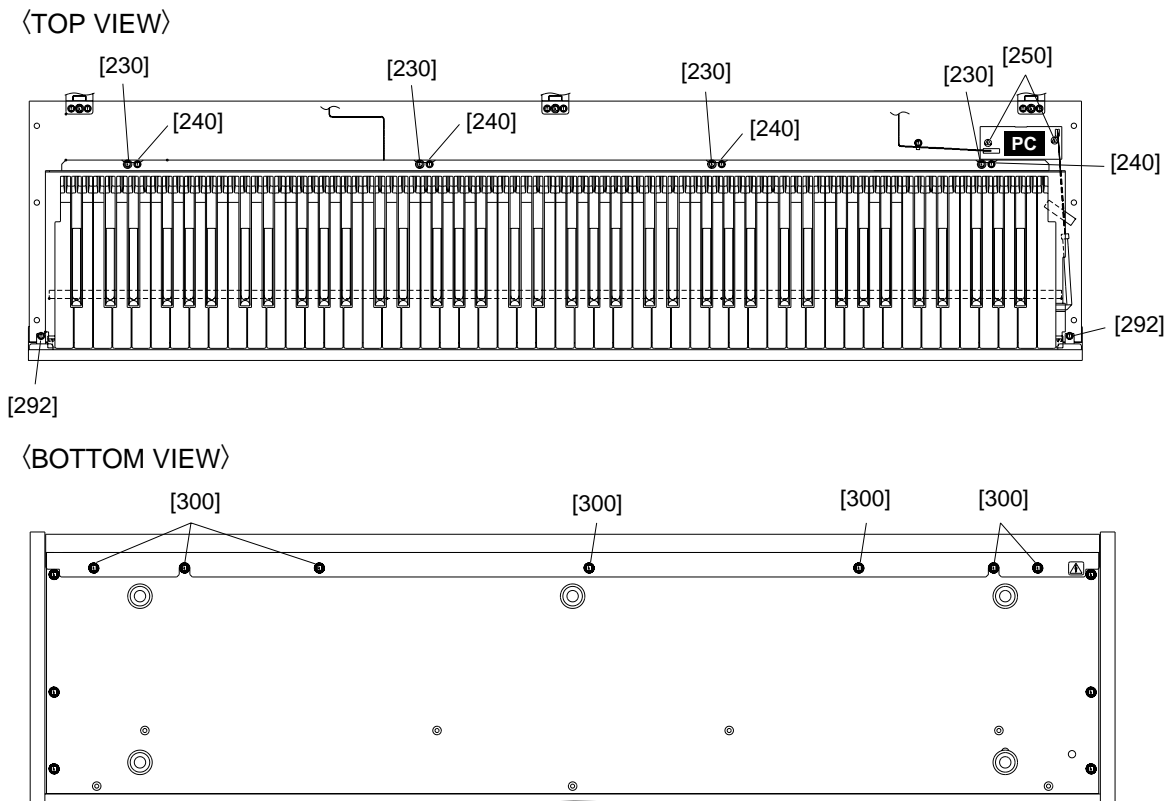 〈TOP VIEW〉
[250]
[230] [230] [230] [230]
[240] [240] [240]
PC
[240]
[292]
[292]
〈BOTTOM VIEW〉
[300] [300] [300] [300]